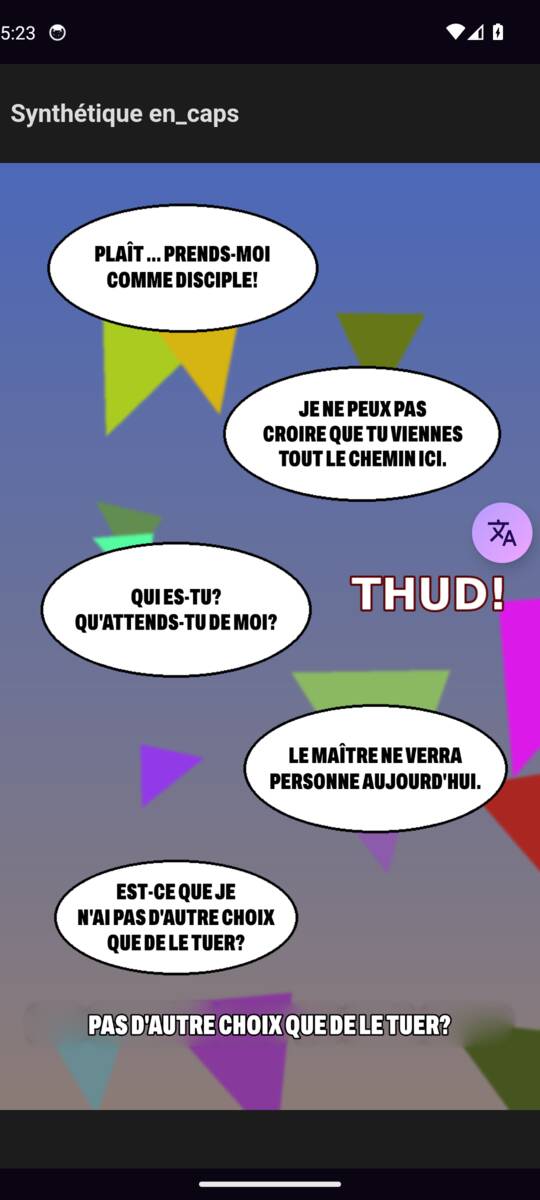 5:23
Synthétique en_caps
PLAÎT ... PRENDS-MOI
COMME DISCIPLE!
JE NE PEUX PAS
CROIRE QUE TU VIENNES
TOUT LE CHEMIN ICI.
QUI ES-TU?
QU'ATTENDS-TU DE MOI?
THUD!
LE MAÎTRE NE VERRA
PERSONNE AUJOURD'HUI.
EST-CE QUE JE
N'AI PAS D'AUTRE CHOIX
QUE DE LE TUER?
PAS D'AUTRE CHOIX QUE DE LE TUER?